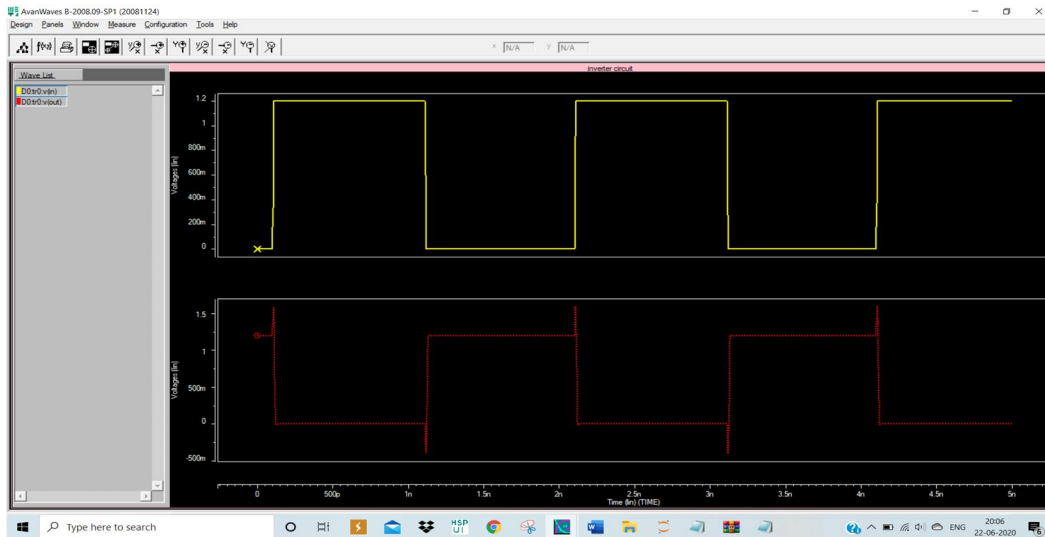 AvanWaves B-2008.09-SP1 (20081124)
Design Panels Window Measure Configuration Tools Help
x N/A Y N/A
Wave List
D0:tr0:v(in)
D0:tr0:v(out)
inverter circuit
1.2
1
800m
600m
400m
200m
0
Voltages (lin)
1.5
1
500m
0
-500m
Voltages (lin)
0 500p 1n 1.5n 2n 2.5n 3n 3.5n 4n 4.5n 5n
Time (lin) (TIME)
Type here to search
HSP
UI
ENG
20:06
22-06-2020
6